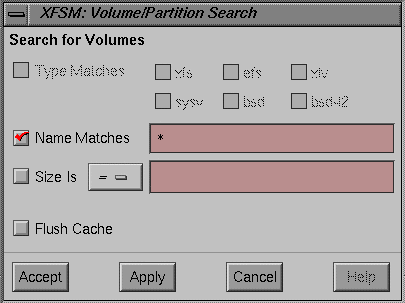 XFSM: Volume/Partition Search
Search for Volumes
Type Matches xfs efs xlv
sysv bsd bsd42
Name Matches *
Size Is =
Flush Cache
Accept Apply Cancel Help